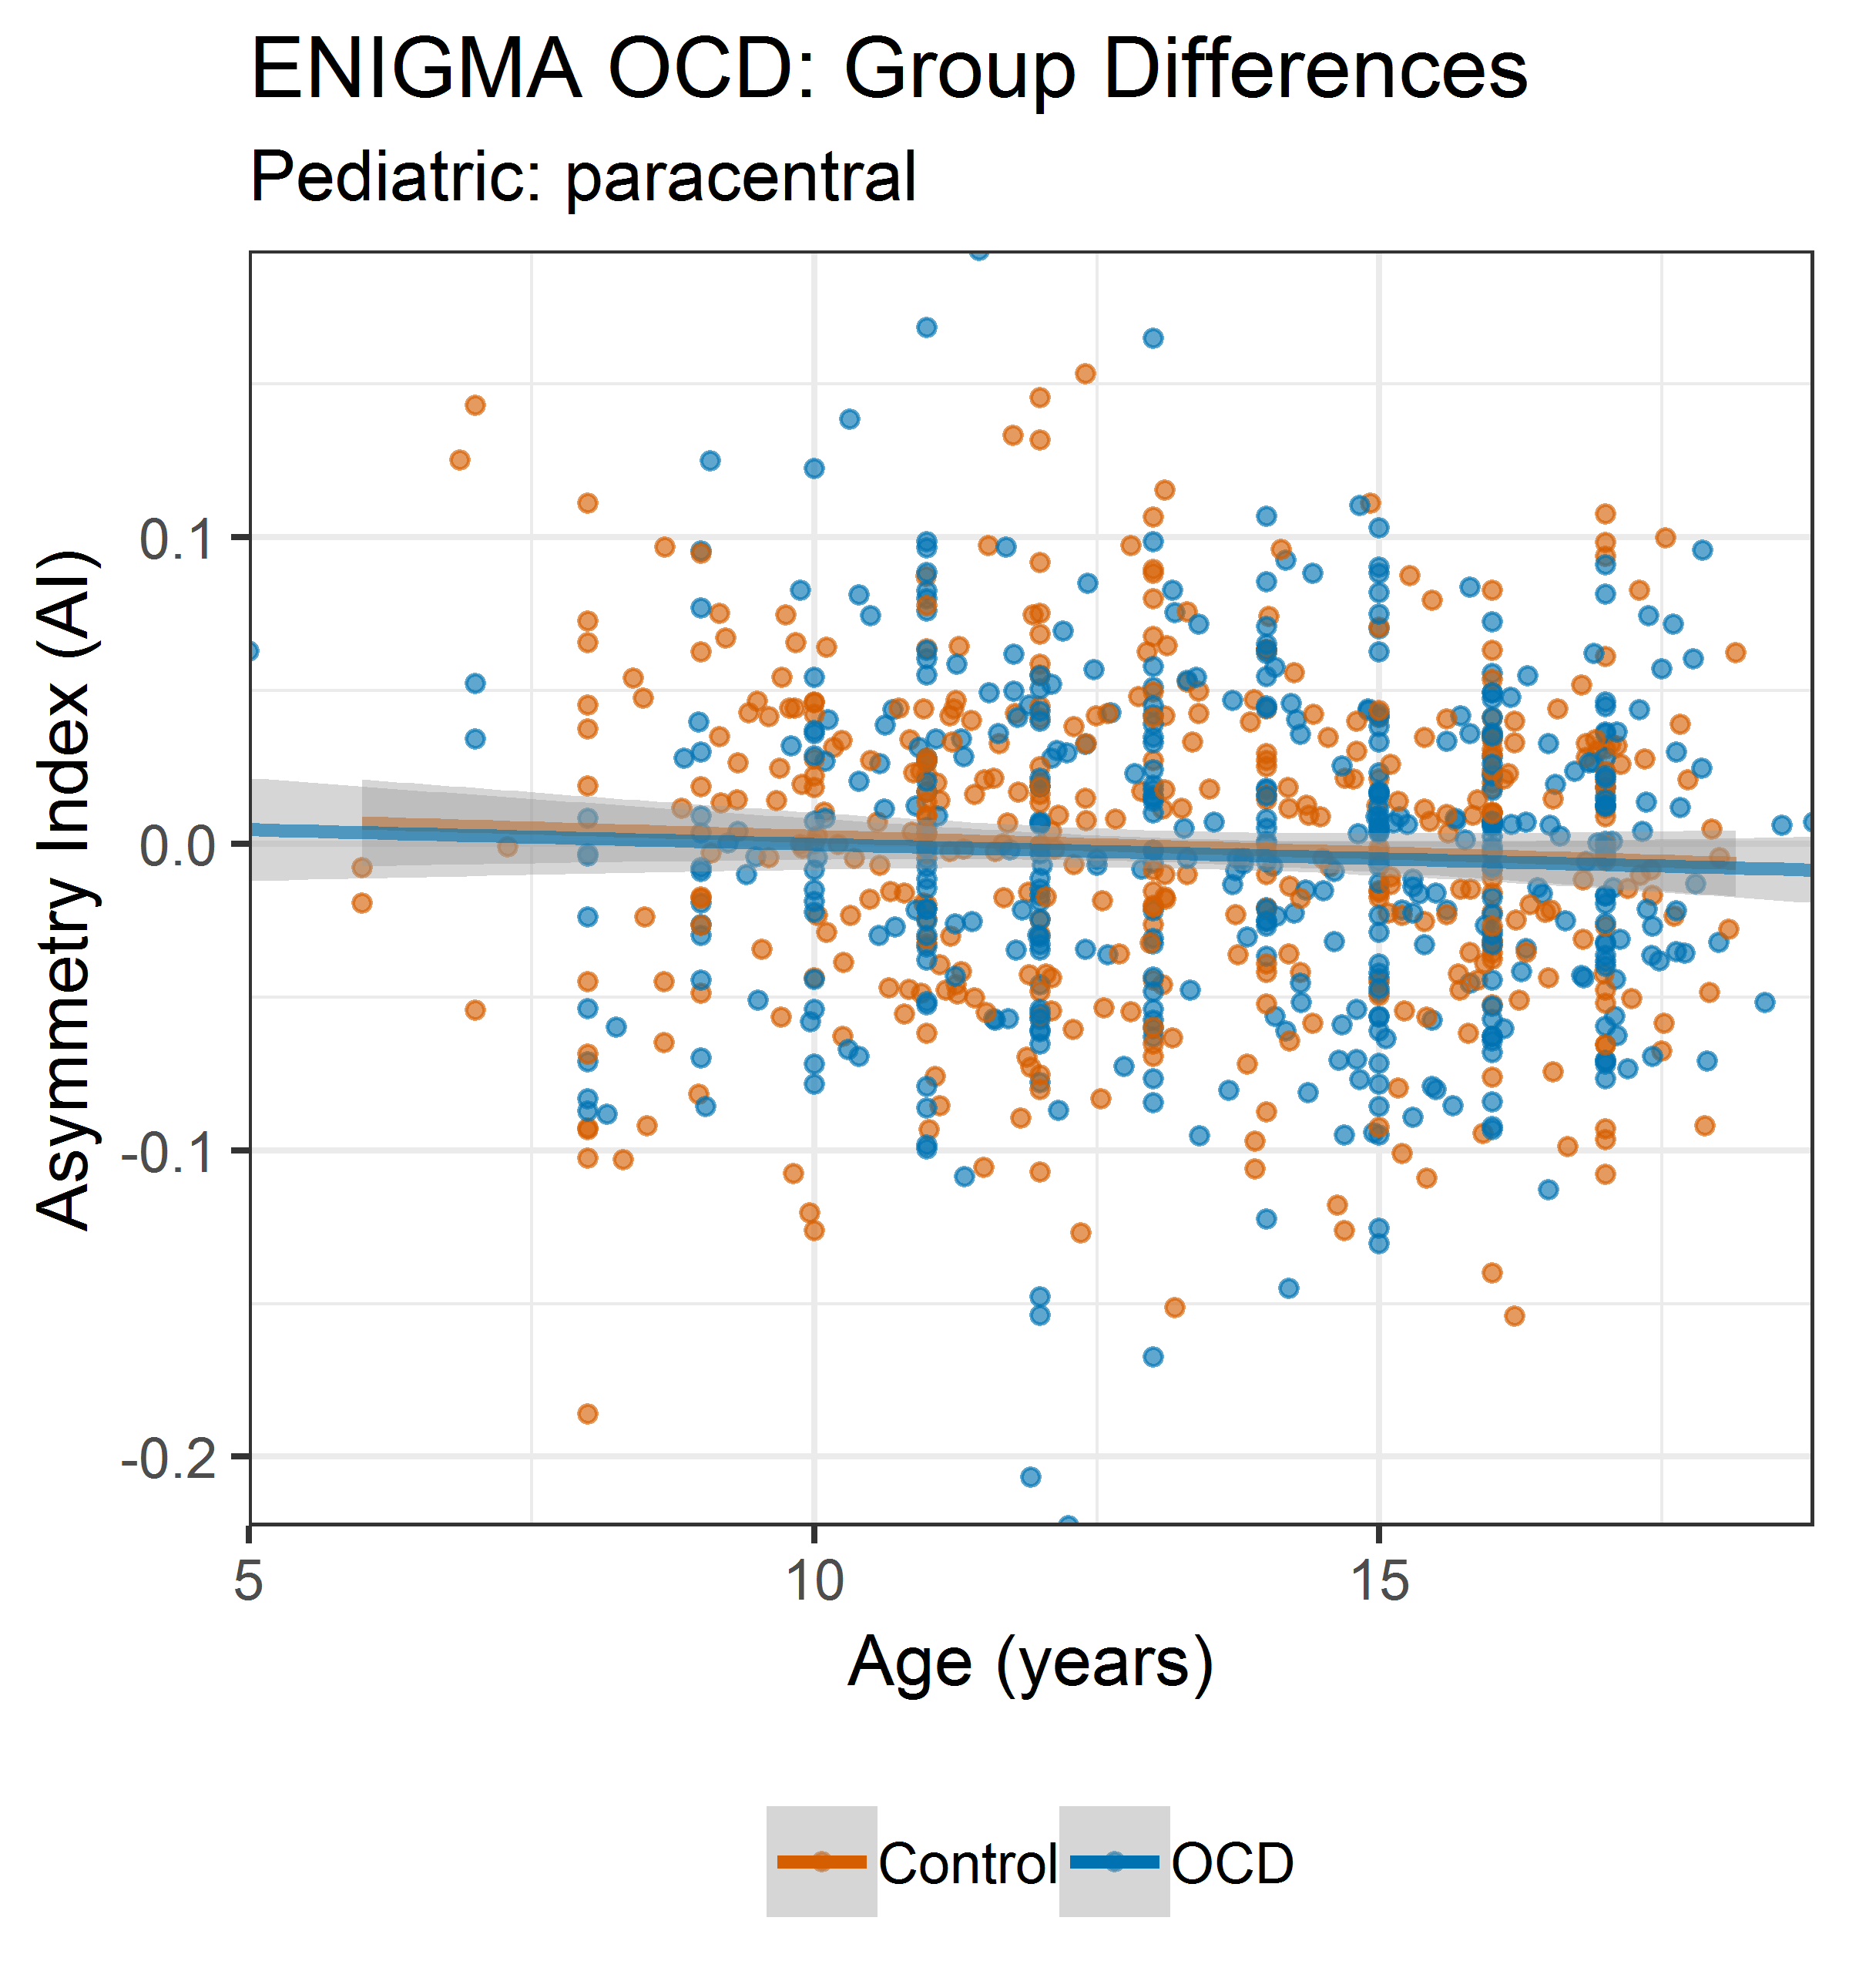 ENIGMA OCD: Group Differences
Pediatric: paracentral
Asymmetry Index (AI)
0.1
0.0
-0.1
-0.2
5 10 15
Age (years)
Control OCD